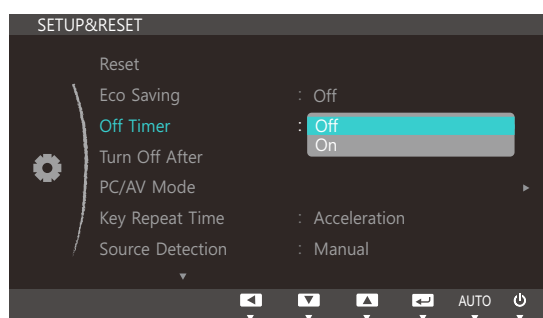 SETUP&RESET
Reset
Eco Saving : Off
Off Timer : Off
On
Turn Off After
PC/AV Mode
Key Repeat Time : Acceleration
Source Detection : Manual
AUTO